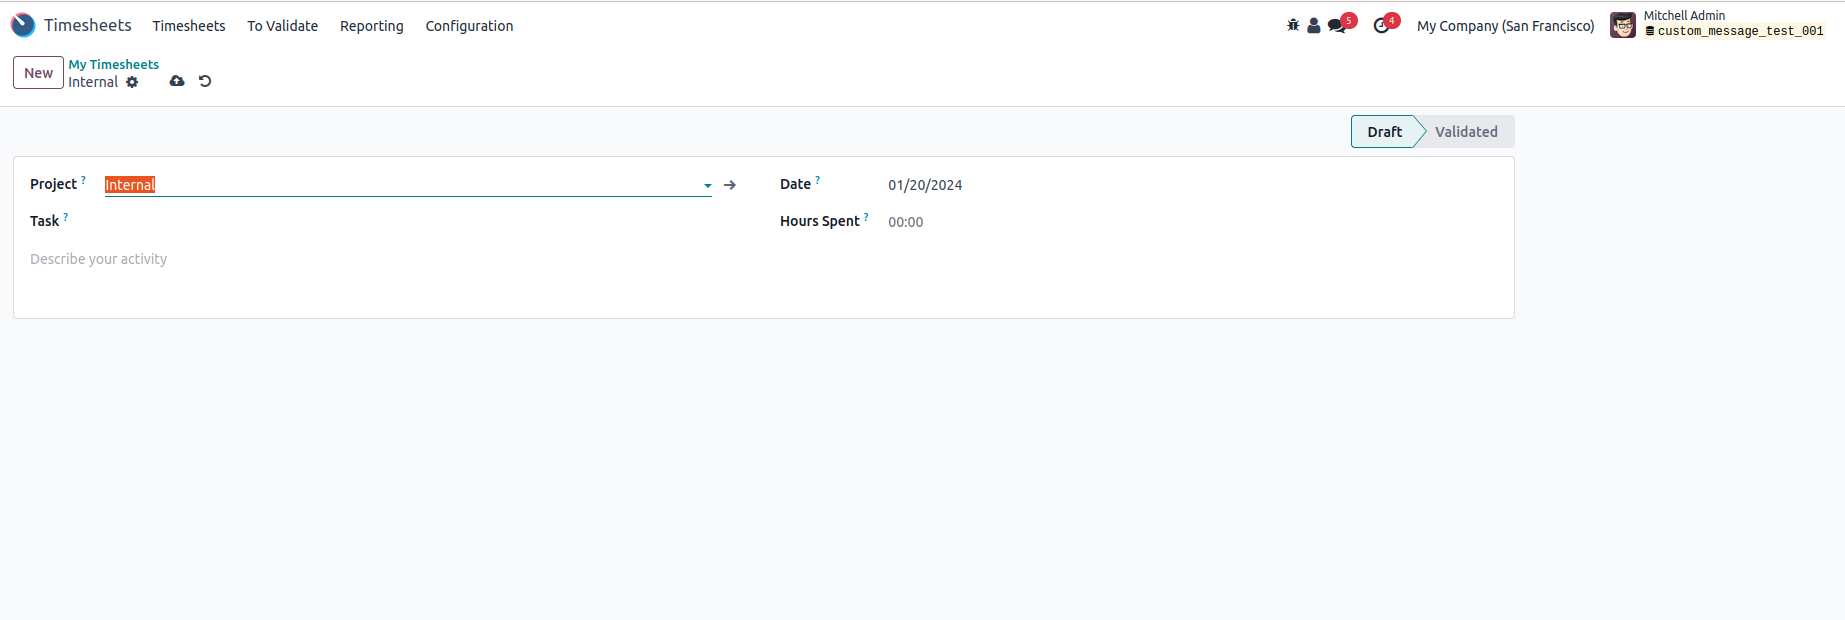 Timesheets Timesheets To Validate Reporting Configuration 5 4 My Company (San Francisco) Mitchell Admin
custom_message_test_001
New My Timesheets
Internal
Draft Validated
Project ? Internal Date ? 01/20/2024
Task ? Hours Spent ? 00:00
Describe your activity